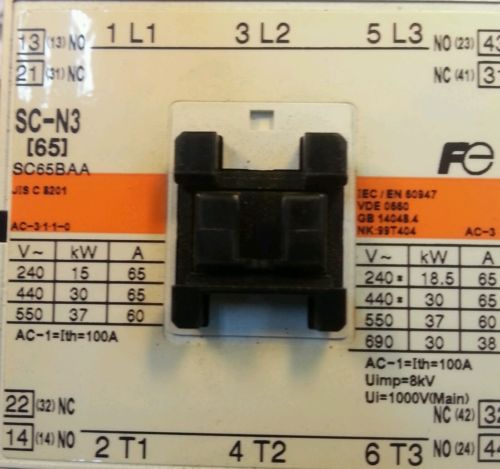 13 (13) NO 1 L1 3 L2 5 L3 NO (23) 43
21 (31) NC NC (41) 31
SC-N3
[65]
SC65BAA
JIS C 8201
AC-3·1·1-0
V~ kW A
240 15 65
440 30 65
550 37 60
AC-1=Ith=100A
Fe
IEC / EN 60947
VDE 0660
GB 14048.4
NK:99T404 AC-3
V~ kW A
240 18.5 65
440 30 65
550 37 60
690 30 38
AC-1=Ith=100A
Uimp=8kV
Ui=1000V(Main)
22 (32) NC NC (42) 32
14 (14) NO 2 T1 4 T2 6 T3 NO (24) 44